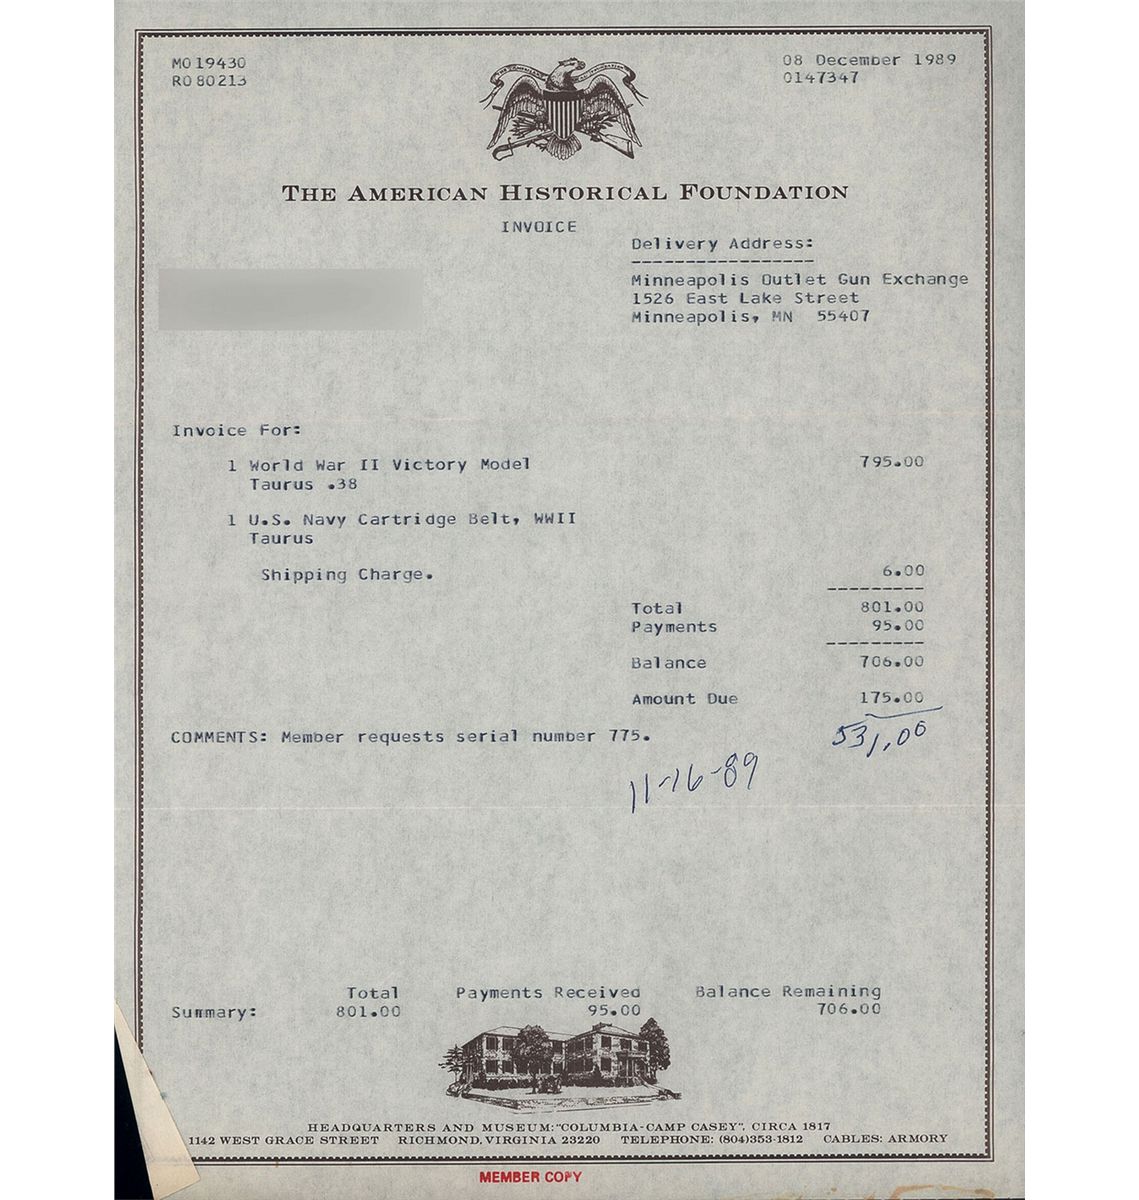 MO19430
RO80213
08 December 1989
0147347
THE AMERICAN HISTORICAL FOUNDATION
INVOICE
Delivery Address:
Minneapolis Outlet Gun Exchange
1526 East Lake Street
Minneapolis, MN 55407
Invoice For:
1 World War II Victory Model 795.00
Taurus .38
1 U.S. Navy Cartridge Belt, WWII
Taurus
Shipping Charge. 6.00
Total 801.00
Payments 95.00
Balance 706.00
Amount Due 175.00
COMMENTS: Member requests serial number 775.
531,00
11-16-89
Total Payments Received Balance Remaining
Summary: 801.00 95.00 706.00
HEADQUARTERS AND MUSEUM: "COLUMBIA-CAMP CASEY", CIRCA 1817
1142 WEST GRACE STREET RICHMOND, VIRGINIA 23220 TELEPHONE: (804)353-1812 CABLES: ARMORY
MEMBER COPY